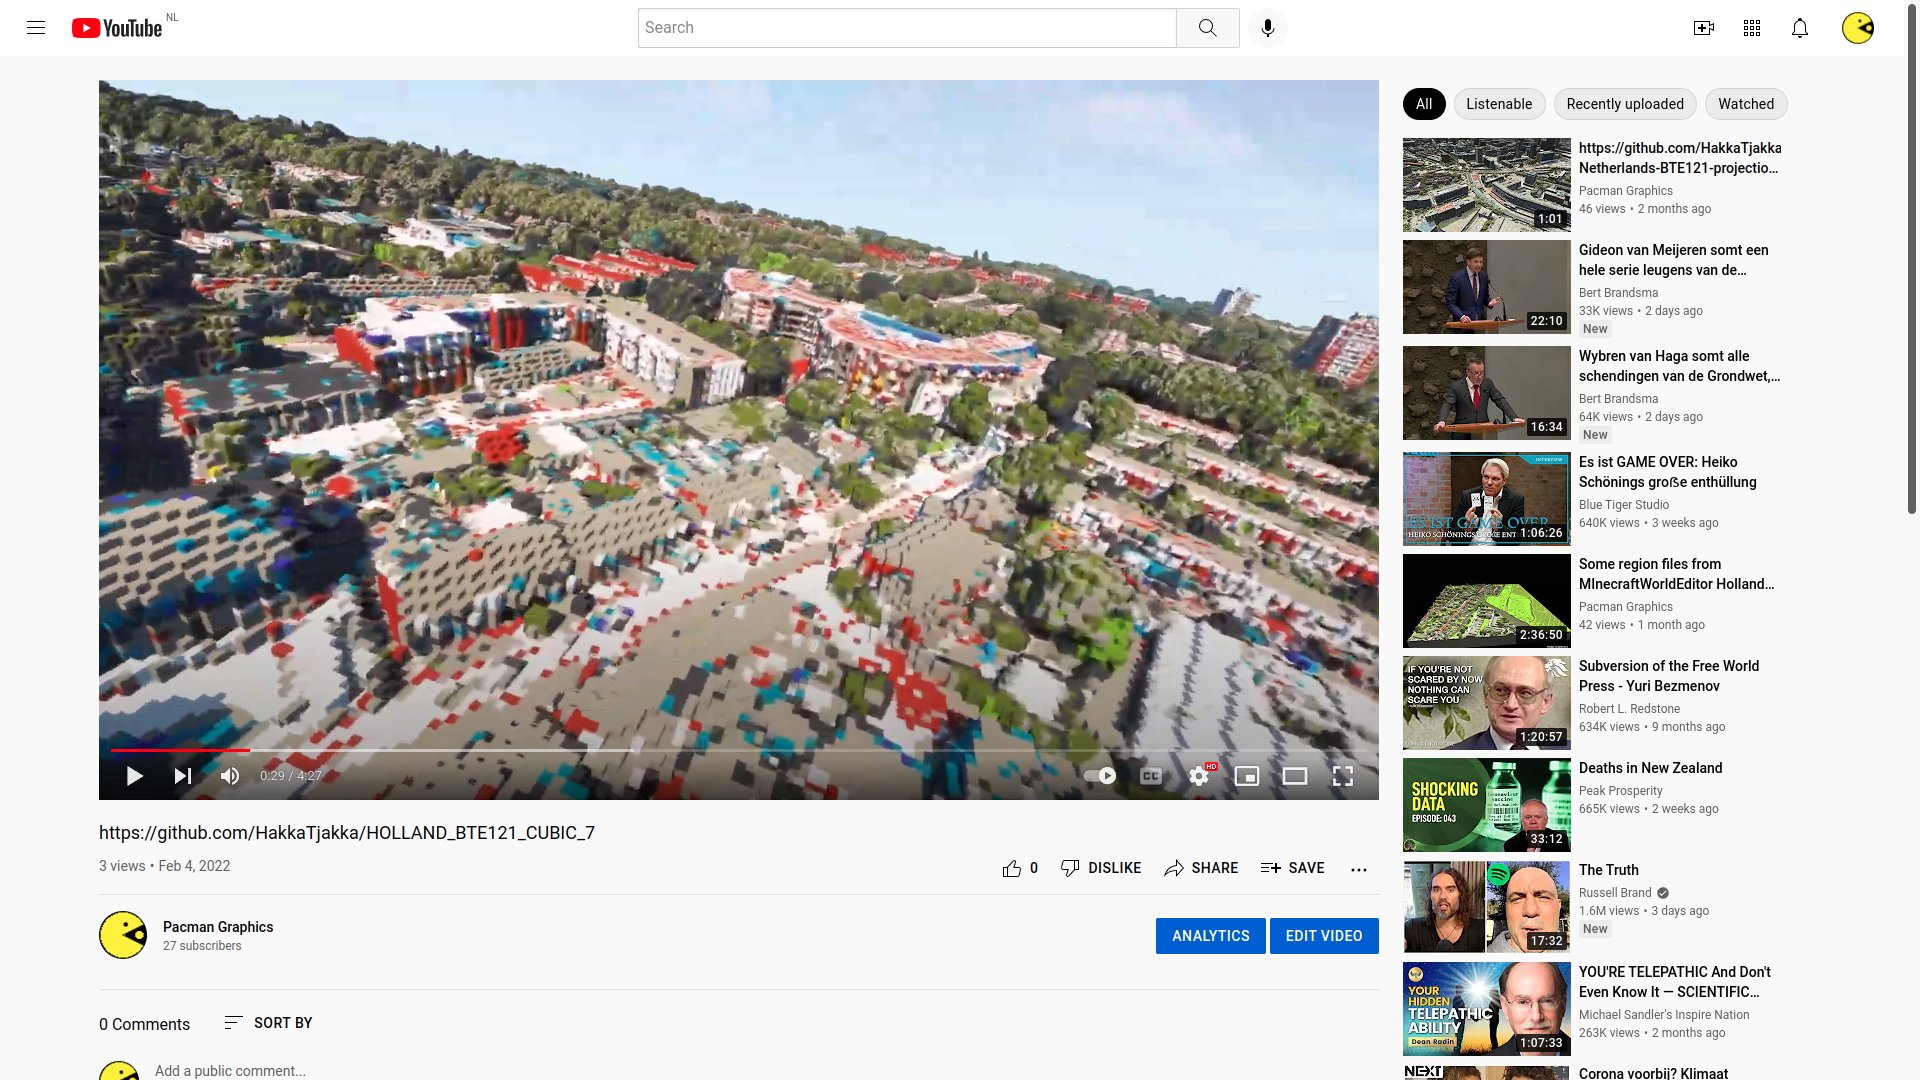 YouTube NL
Search
All
Listenable
Recently uploaded
Watched
https://github.com/HakkaTjakka
Netherlands-BTE121-projectio...
Pacman Graphics
46 views • 2 months ago
1:01
Gideon van Meijeren somt een
hele serie leugens van de...
Bert Brandsma
33K views • 2 days ago
New
22:10
Wybren van Haga somt alle
schendingen van de Grondwet,...
Bert Brandsma
64K views • 2 days ago
New
16:34
Es ist GAME OVER: Heiko
Schönings große enthüllung
Blue Tiger Studio
640K views • 3 weeks ago
INTERVIEW
ES IST GAME OVER
HEIKO SCHÖNINGS GROßE ENT
1:06:26
Some region files from
MInecraftWorldEditor Holland...
Pacman Graphics
42 views • 1 month ago
2:36:50
Subversion of the Free World
Press - Yuri Bezmenov
Robert L. Redstone
634K views • 9 months ago
IF YOU'RE NOT
SCARED BY NOW
NOTHING CAN
SCARE YOU
1:20:57
Deaths in New Zealand
Peak Prosperity
665K views • 2 weeks ago
SHOCKING
DATA
EPISODE: 043
Coronavirus
vaccine
33:12
The Truth
Russell Brand
1.6M views • 3 days ago
New
17:32
YOU'RE TELEPATHIC And Don't
Even Know It — SCIENTIFIC...
Michael Sandler's Inspire Nation
263K views • 2 months ago
YOUR
HIDDEN
TELEPATHIC
ABILITY
Dean Radin
1:07:33
NEXT
Corona voorbij? Klimaat
0:29 / 4:27
CC
HD
https://github.com/HakkaTjakka/HOLLAND_BTE121_CUBIC_7
3 views • Feb 4, 2022
0
DISLIKE
SHARE
SAVE
Pacman Graphics
27 subscribers
ANALYTICS
EDIT VIDEO
0 Comments
SORT BY
Add a public comment...